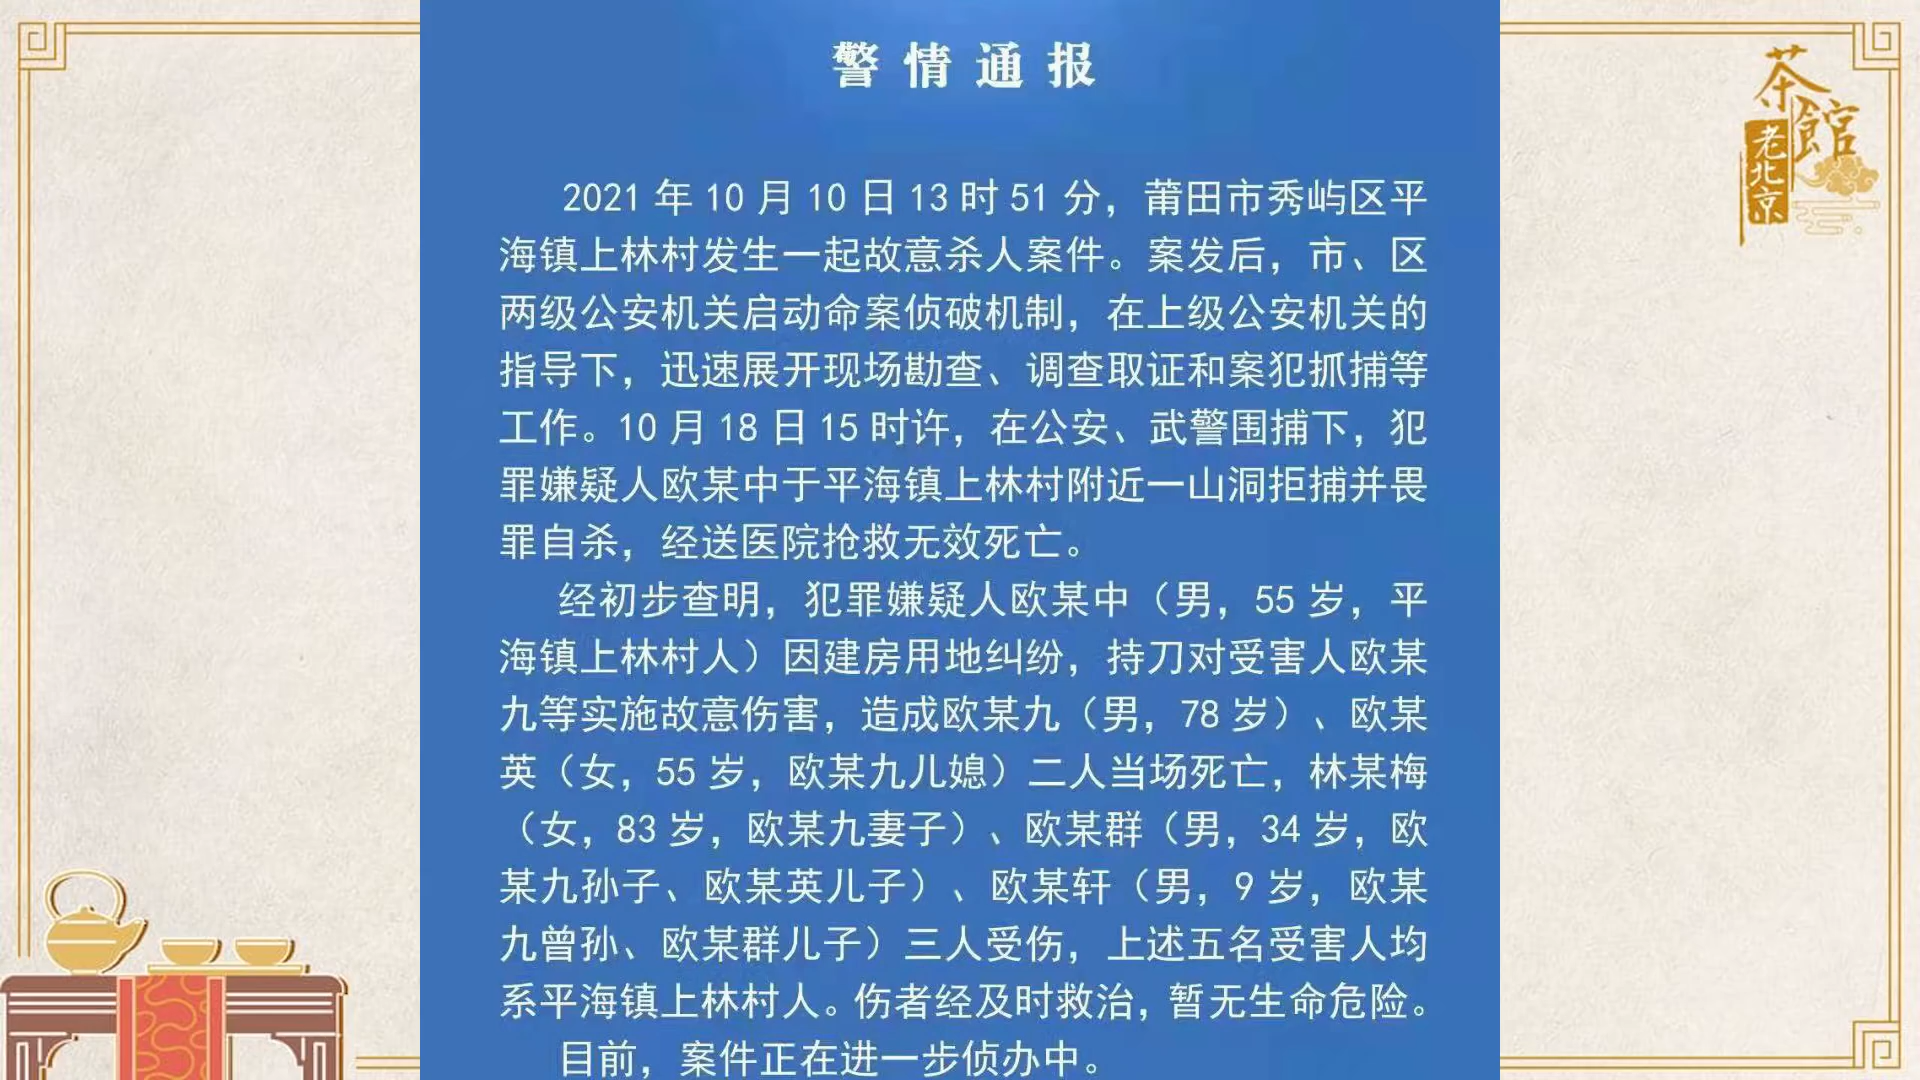 警情通报
茶館
老北京
2021年10月10日13时51分，莆田市秀屿区平
海镇上林村发生一起故意杀人案件。案发后，市、区
两级公安机关启动命案侦破机制，在上级公安机关的
指导下，迅速展开现场勘查、调查取证和案犯抓捕等
工作。10月18日15时许，在公安、武警围捕下，犯
罪嫌疑人欧某中于平海镇上林村附近一山洞拒捕并畏
罪自杀，经送医院抢救无效死亡。
经初步查明，犯罪嫌疑人欧某中（男，55岁，平
海镇上林村人）因建房用地纠纷，持刀对受害人欧某
九等实施故意伤害，造成欧某九（男，78岁）、欧某
英（女，55岁，欧某九儿媳）二人当场死亡，林某梅
（女，83岁，欧某九妻子）、欧某群（男，34岁，欧
某九孙子、欧某英儿子）、欧某轩（男，9岁，欧某
九曾孙、欧某群儿子）三人受伤，上述五名受害人均
系平海镇上林村人。伤者经及时救治，暂无生命危险。
目前，案件正在进一步侦办中。